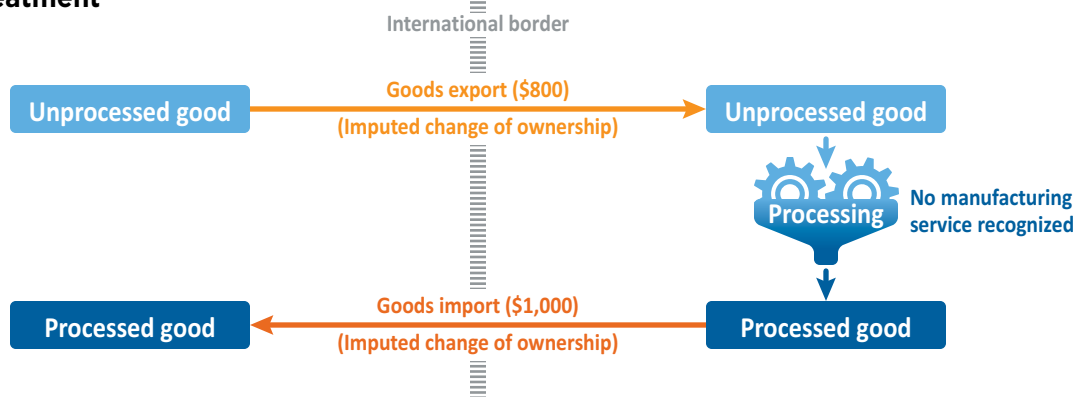 International border
Unprocessed good
Goods export ($800)
(Imputed change of ownership)
Unprocessed good
Processing
No manufacturing
service recognized
Processed good
Goods import ($1,000)
(Imputed change of ownership)
Processed good